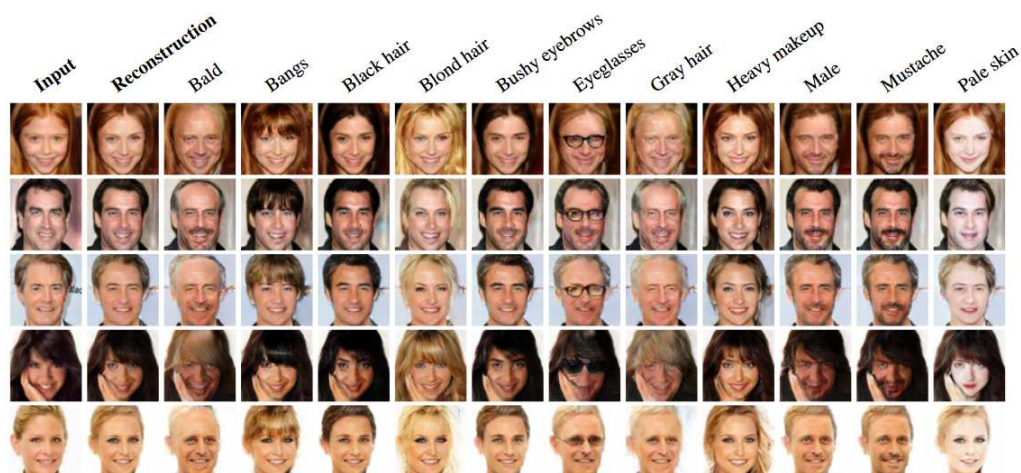 Input
Reconstruction
Bald
Bangs
Black hair
Blond hair
Bushy eyebrows
Eyeglasses
Gray hair
Heavy makeup
Male
Mustache
Pale skin